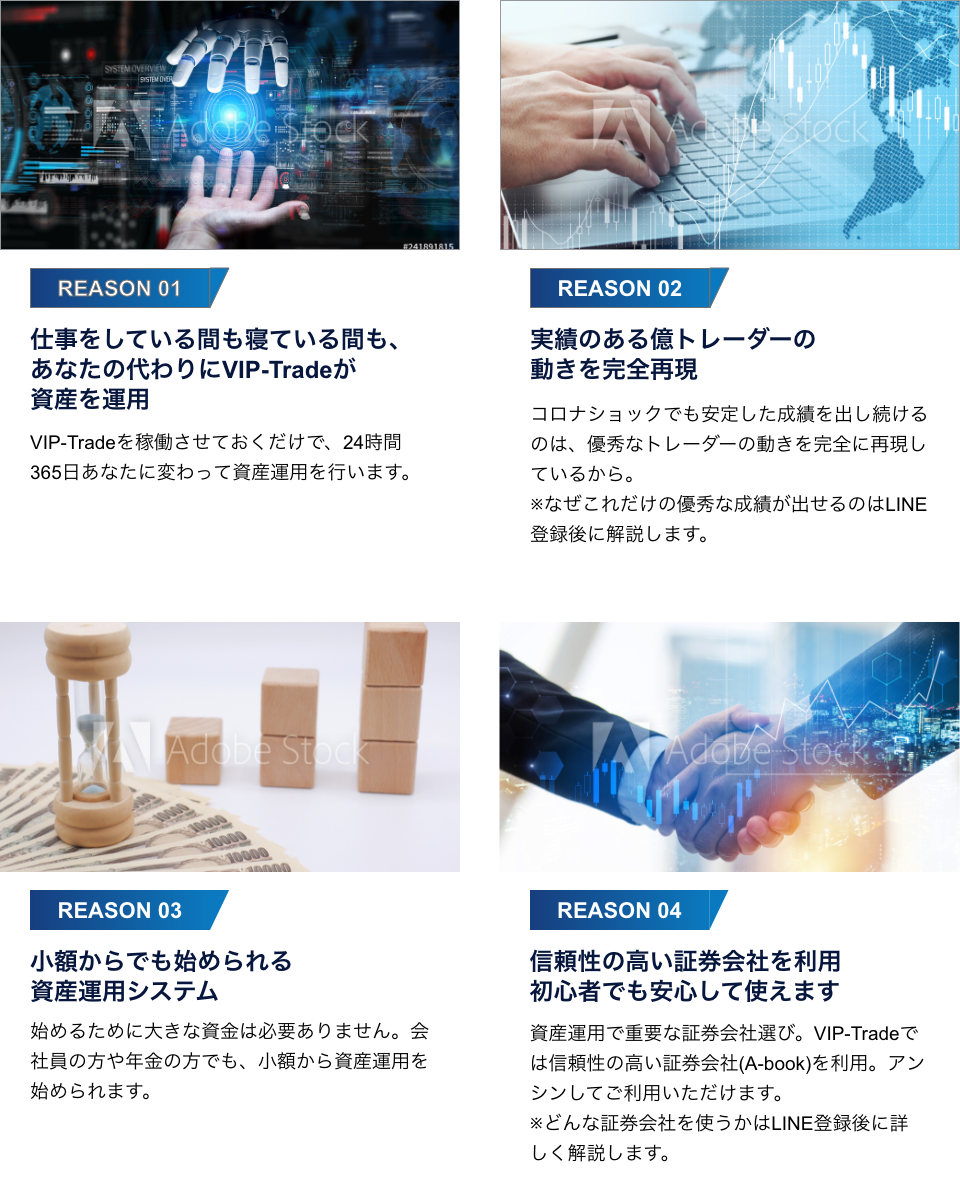 SYSTEM OVERVIEW
SYSTEM OVER
Adobe Stock
#241891815
Adobe Stock
REASON 01
仕事をしている間も寝ている間も、
あなたの代わりにVIP-Tradeが
資産を運用
VIP-Tradeを稼働させておくだけで、24時間
365日あなたに変わって資産運用を行います。
REASON 02
実績のある億トレーダーの
動きを完全再現
コロナショックでも安定した成績を出し続ける
のは、優秀なトレーダーの動きを完全に再現し
ているから。
※なぜこれだけの優秀な成績が出せるのはLINE
登録後に解説します。
Adobe Stock
10000
10000
10000
10000
Adobe Stock
REASON 03
小額からでも始められる
資産運用システム
始めるために大きな資金は必要ありません。会
社員の方や年金の方でも、小額から資産運用を
始められます。
REASON 04
信頼性の高い証券会社を利用
初心者でも安心して使えます
資産運用で重要な証券会社選び。VIP-Tradeで
は信頼性の高い証券会社(A-book)を利用。アン
シンしてご利用いただけます。
※どんな証券会社を使うかはLINE登録後に詳
しく解説します。